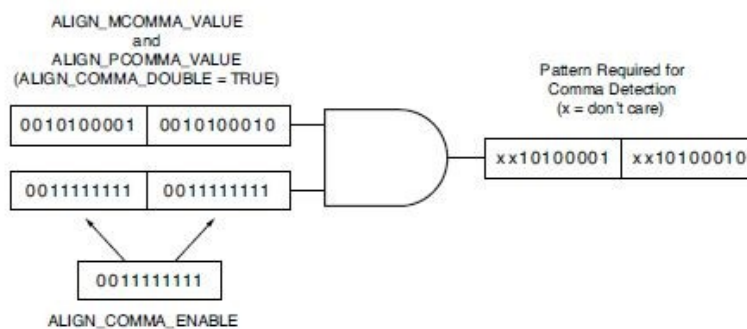 ALIGN_MCOMMA_VALUE
and
ALIGN_PCOMMA_VALUE
(ALIGN_COMMA_DOUBLE = TRUE)
Pattern Required for
Comma Detection
(x = don't care)
0010100001 0010100010
xx10100001 xx10100010
0011111111 0011111111
0011111111
ALIGN_COMMA_ENABLE